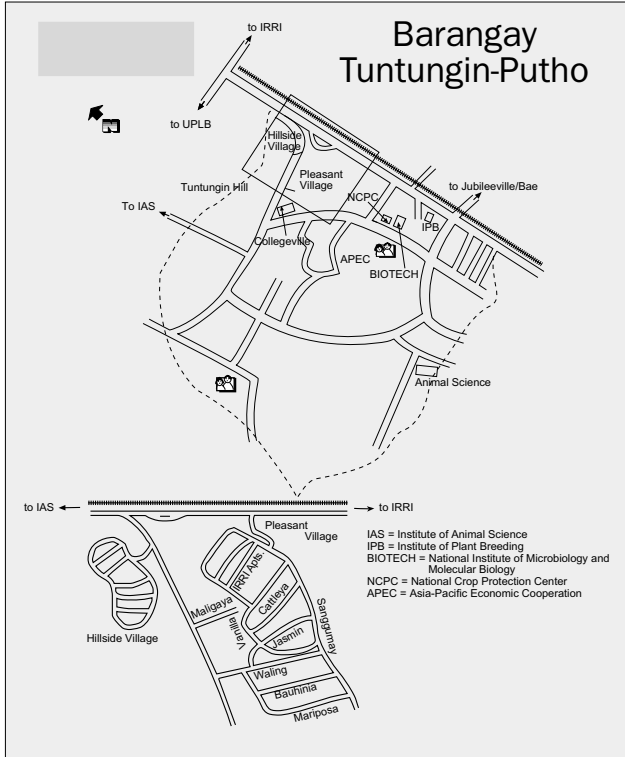 Barangay
Tuntungin-Putho
to IRRI
to UPLB
Hillside
Village
Pleasant
Village
Tuntungin Hill
to Jubileeville/Bae
NCPC
To IAS
IPB
Collegeville
APEC
BIOTECH
Animal Science
to IAS
to IRRI
Pleasant
Village
IAS = Institute of Animal Science
IPB = Institute of Plant Breeding
BIOTECH = National Institute of Microbiology and
Molecular Biology
NCPC = National Crop Protection Center
APEC = Asia-Pacific Economic Cooperation
IRRI Apts.
Cattleya
Maligaya
Sanggumay
Hillside Village
Vanilla
Jasmin
Waling
Bauhinia
Mariposa